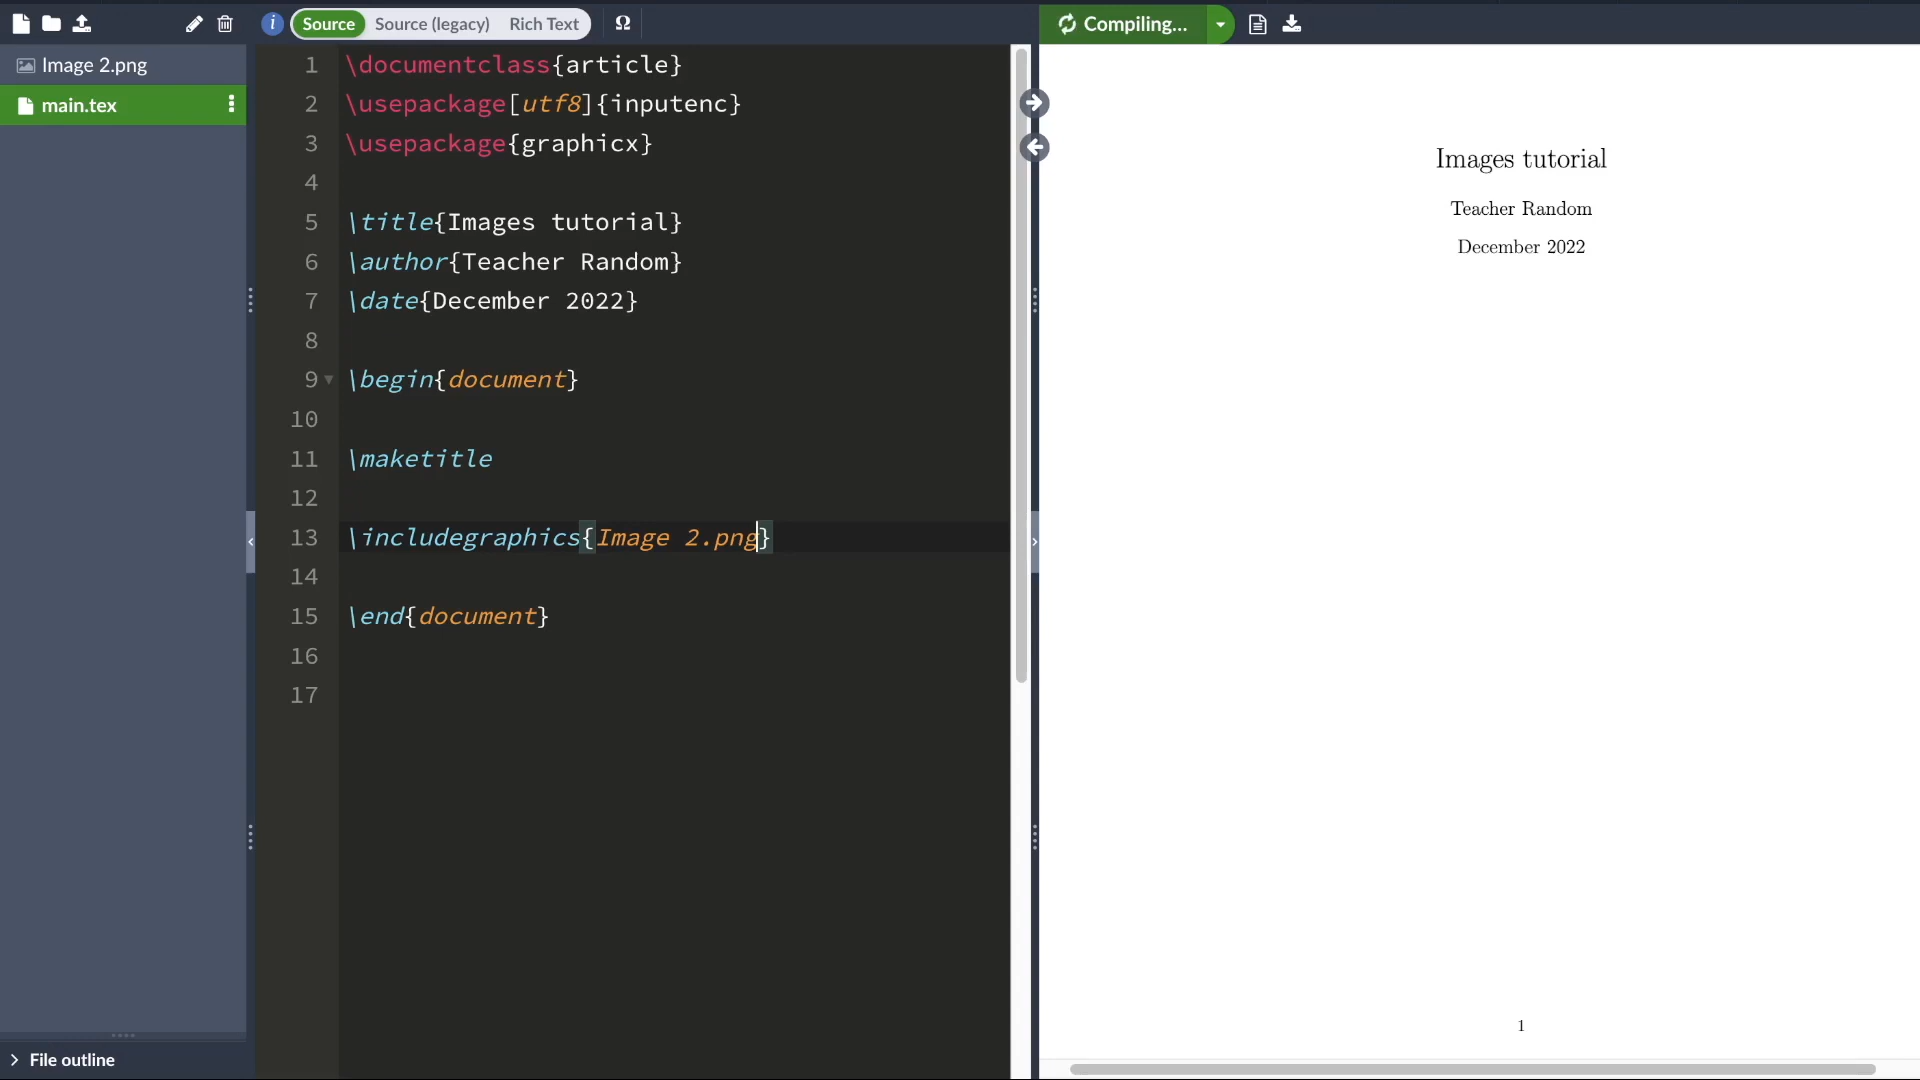 Source Source (legacy) Rich Text Ω
Compiling...
Image 2.png
main.tex
1 \documentclass{article}
2 \usepackage[utf8]{inputenc}
3 \usepackage{graphicx}
4
5 \title{Images tutorial}
6 \author{Teacher Random}
7 \date{December 2022}
8
9 \begin{document}
10
11 \maketitle
12
13 \includegraphics{Image 2.png}
14
15 \end{document}
16
17
File outline
Images tutorial
Teacher Random
December 2022
1